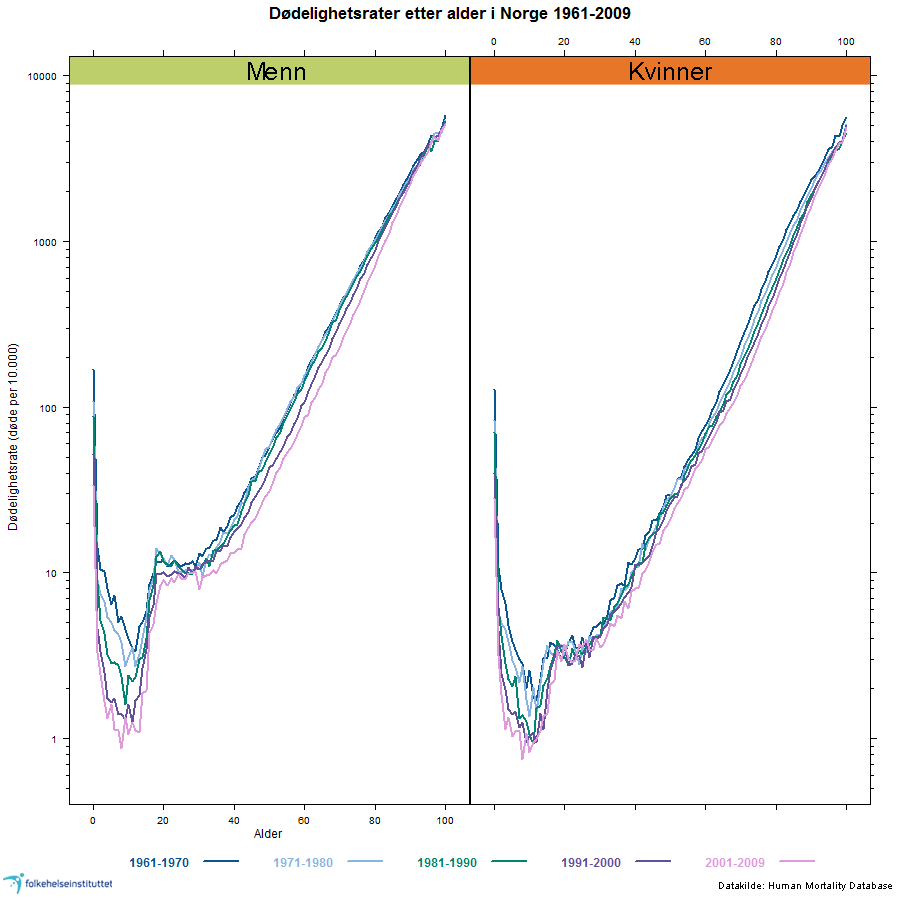 Dødelighetsrater etter alder i Norge 1961-2009
0 20 40 60 80 100
Menn Kvinner
10000
1000
100
10
1
Dødelighetsrate (døde per 10.000)
0 20 40 60 80 100
Alder
1961-1970 1971-1980 1981-1990 1991-2000 2001-2009
folkehelseinstituttet
Datakilde: Human Mortality Database